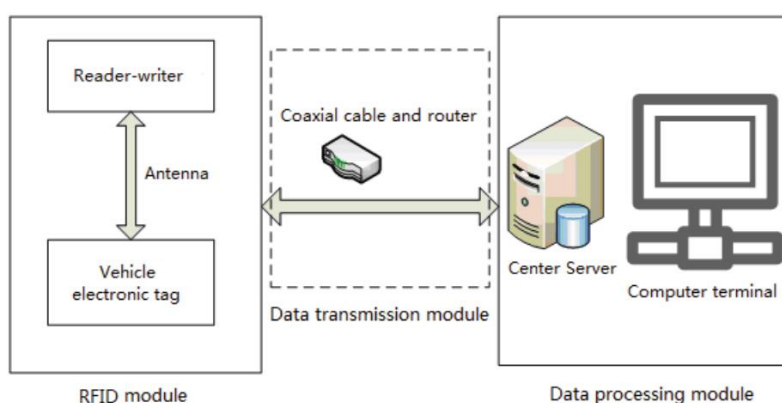 Reader-writer
Antenna
Vehicle
electronic tag
RFID module
Coaxial cable and router
Data transmission module
Center Server
Computer terminal
Data processing module